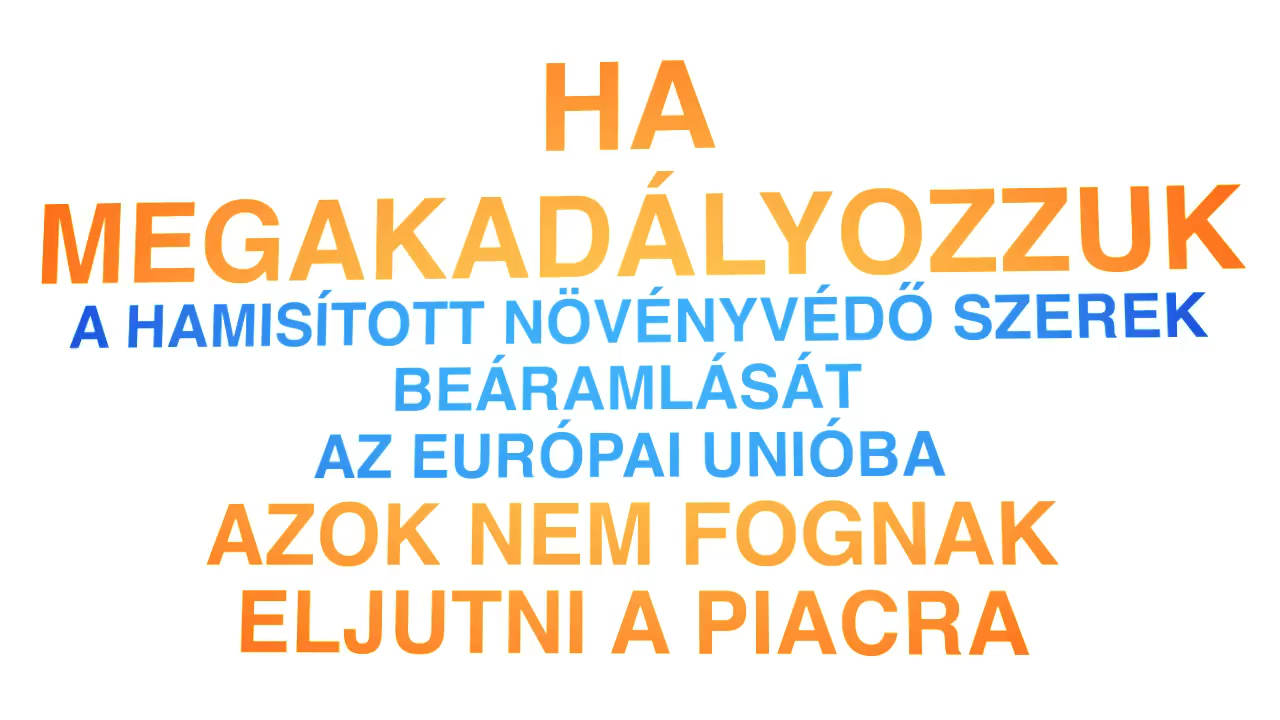 HA
MEGAKADÁLYOZZUK
A HAMISÍTOTT NÖVÉNYVÉDŐ SZEREK
BEÁRAMLÁSÁT
AZ EURÓPAI UNIÓBA
AZOK NEM FOGNAK
ELJUTNI A PIACRA